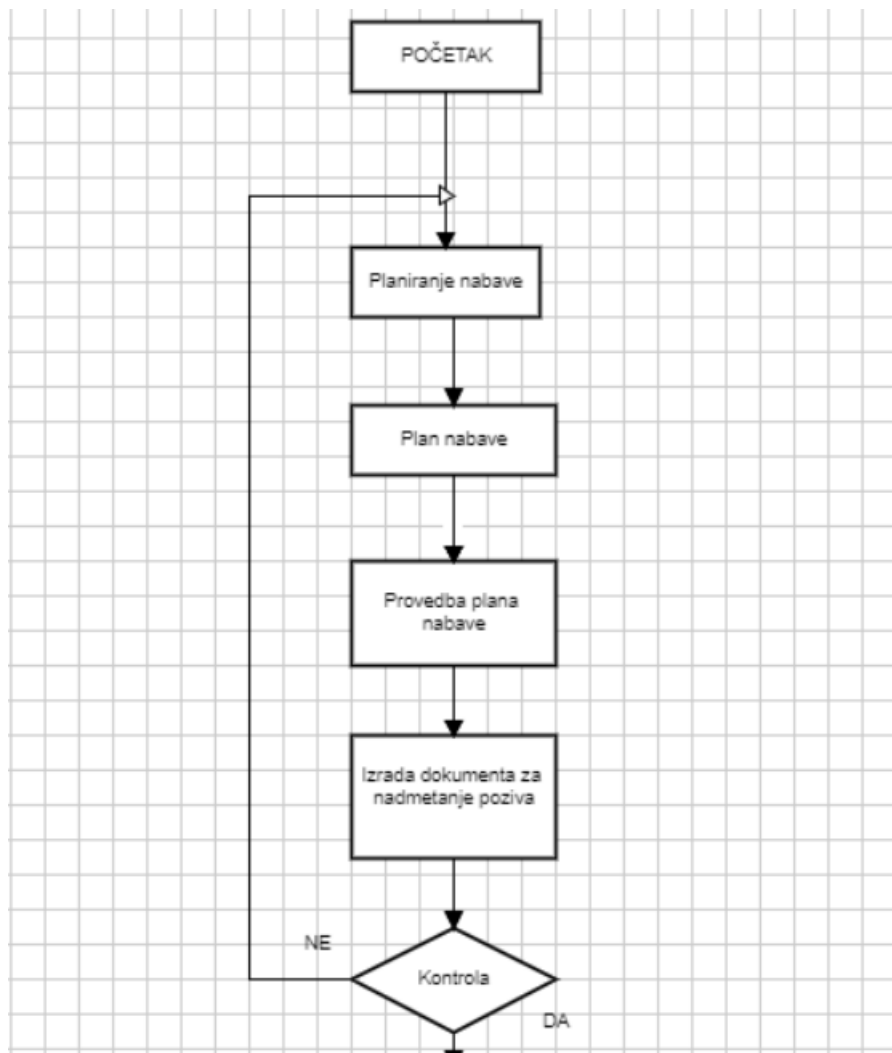 POČETAK
Planiranje nabave
Plan nabave
Provedba plana
nabave
Izrada dokumenta za
nadmetanje poziva
NE
Kontrola
DA